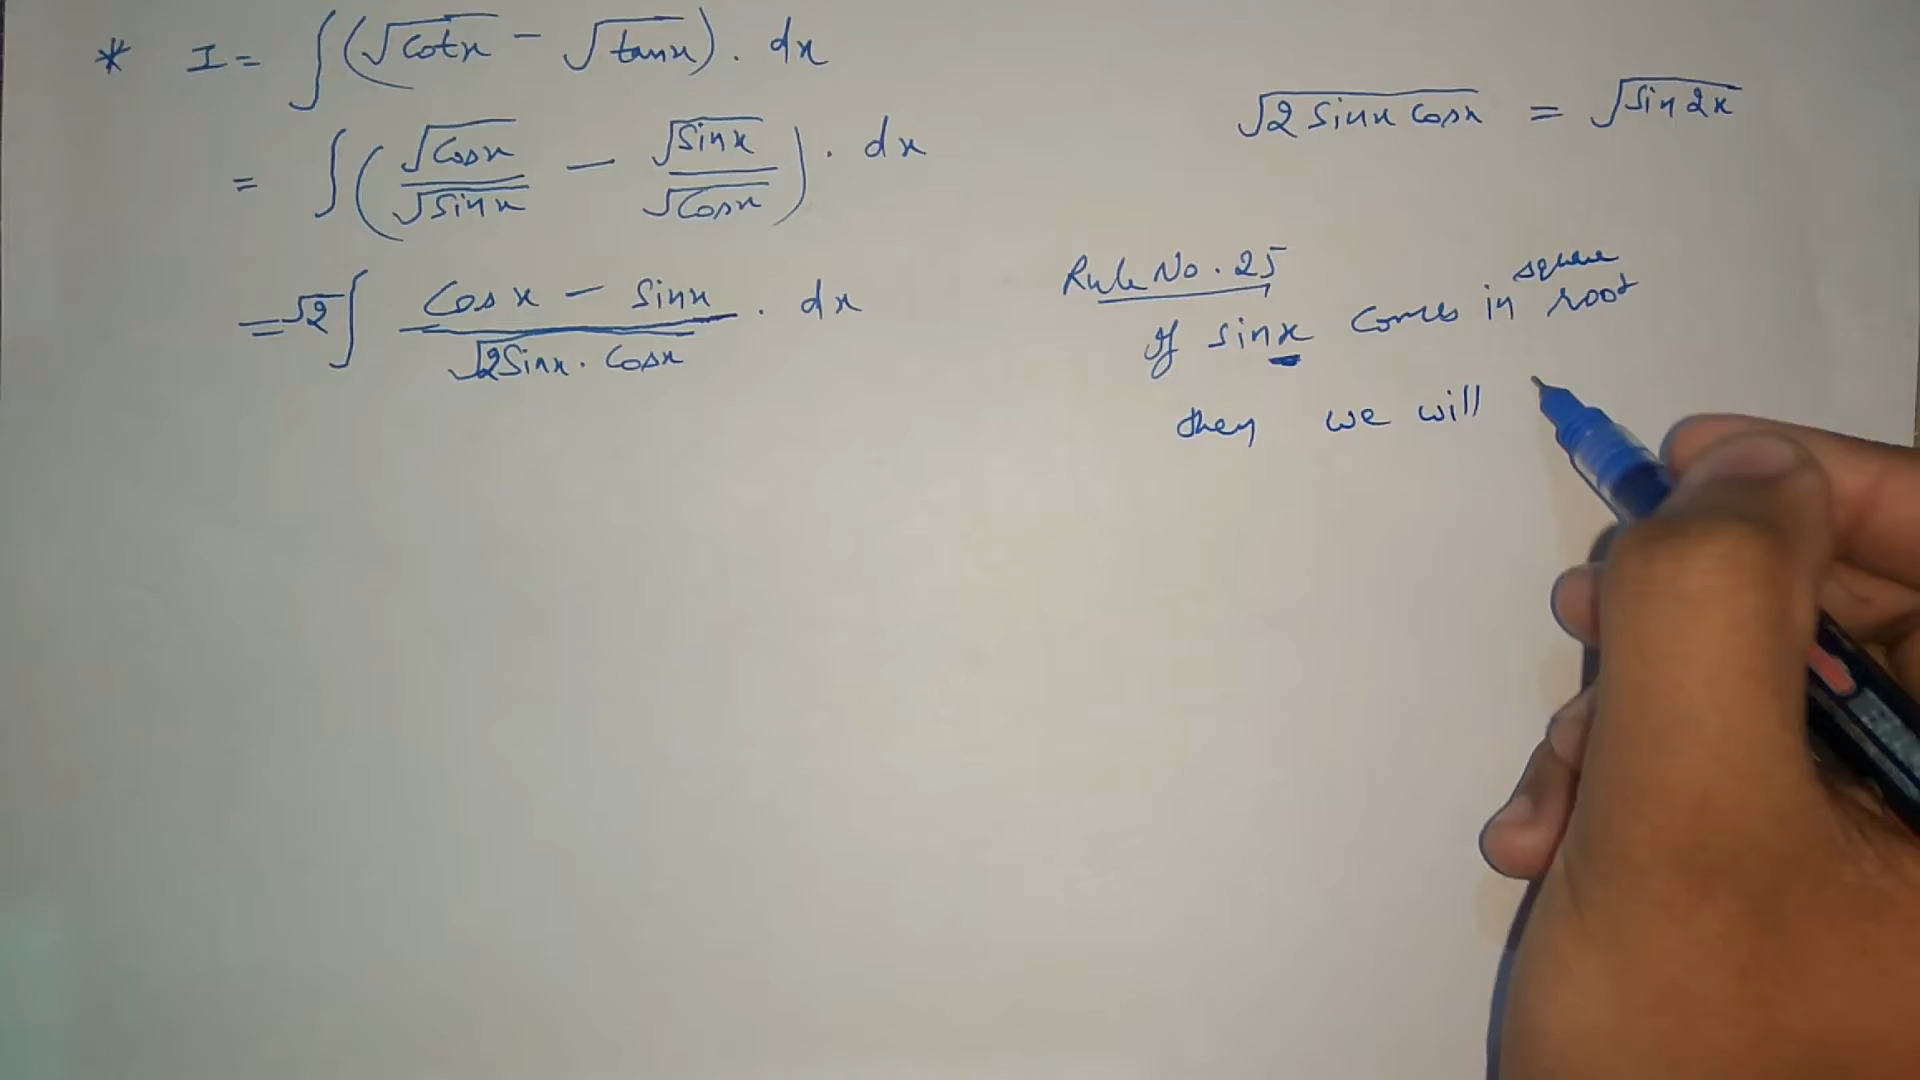 * I = ∫(√cotx - √tanx). dx
= ∫(√Cosx/√Sinx - √Sinx/√Cosx). dx
= √2 ∫ Cosx - Sinx / √2Sinx. Cosx . dx
√2 Sinx Cosx = √Sin2x
Rule No. 25
If sinx comes in square root
then we will